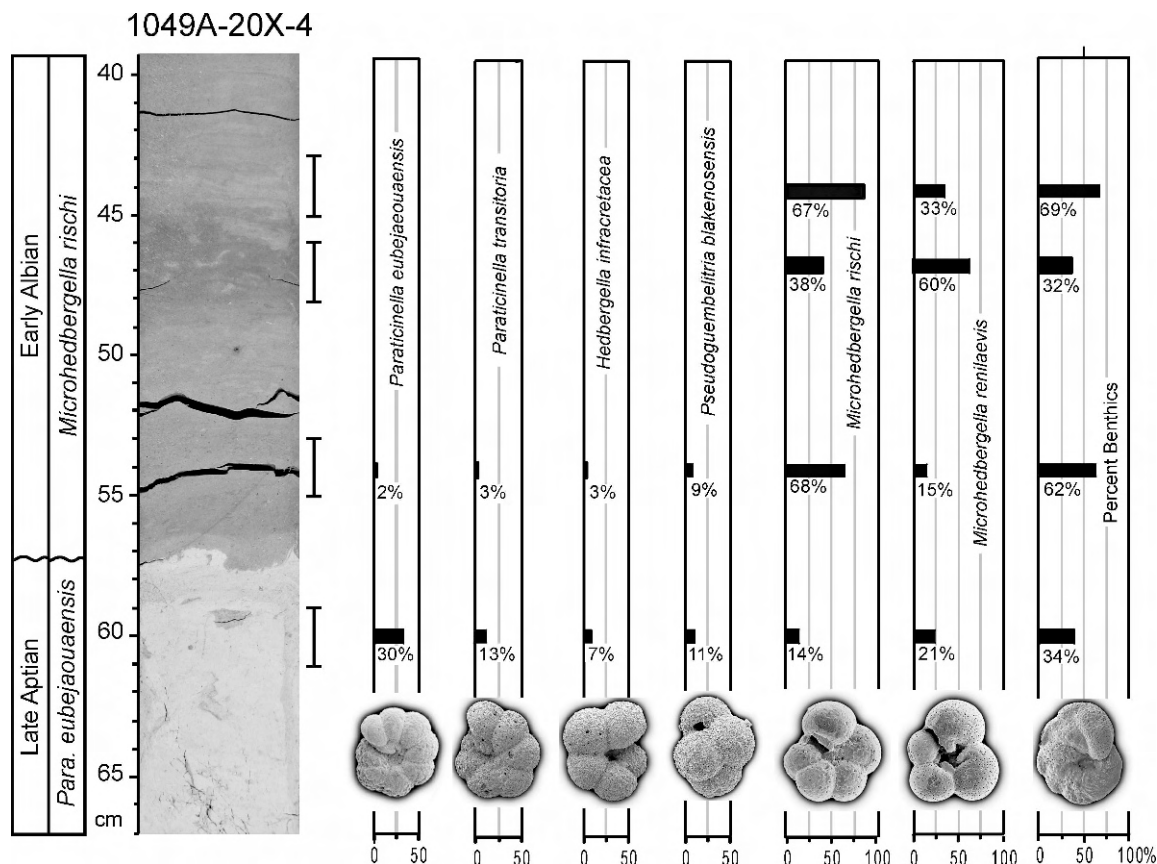 1049A-20X-4
Early Albian
Microhedbergella rischi
Late Aptian
Para. eubejaouaensis
40
45
50
55
60
65
cm
Paraticinella eubejaeouaensis
Paraticinella transitoria
Hedbergella infracretacea
Pseudoguembelitria blakenosensis
Microhedbergella rischi
Microhedbergella renilaevis
Percent Benthics
67% 33% 69%
38% 60% 32%
2% 3% 3% 9% 68% 15% 62%
30% 13% 7% 11% 14% 21% 34%
0 50 0 50 0 50 0 50 0 50 100 0 50 100 0 50 100%